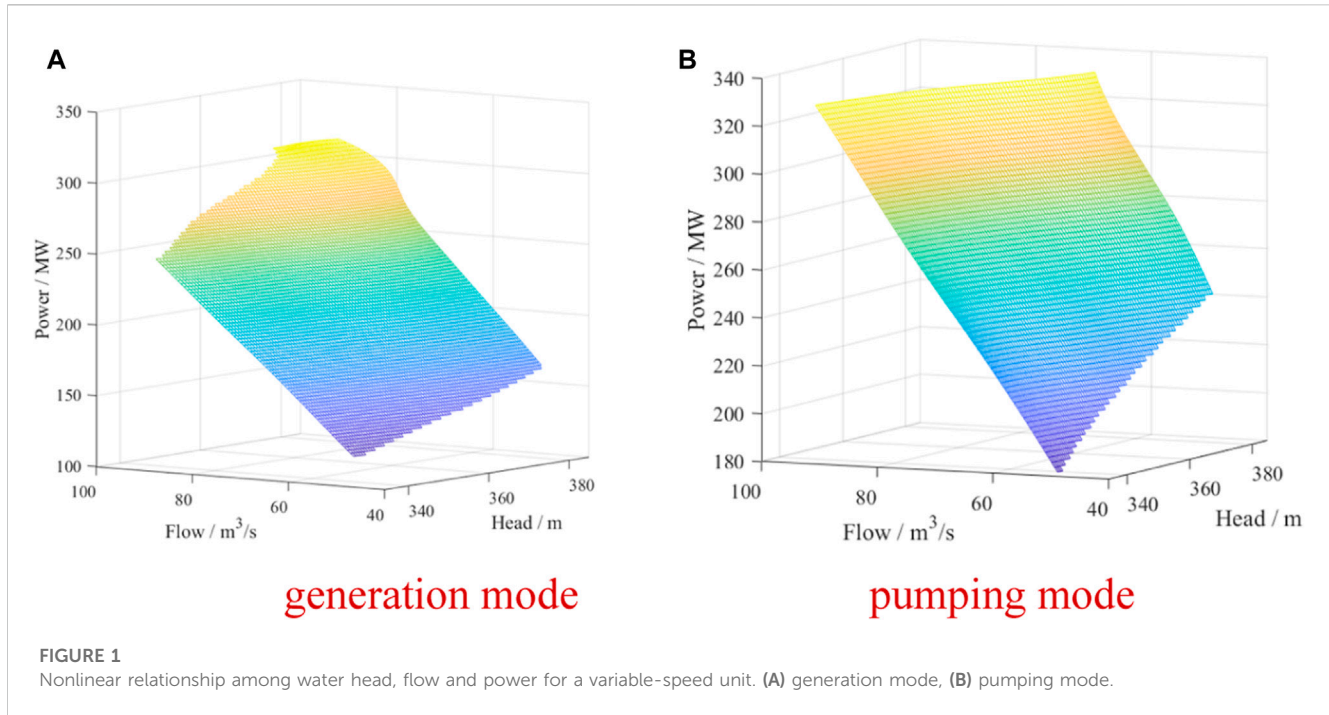 A
350
300
250
200
150
100
Power / MW
100
80
60
40
Flow / m³/s
340
360
380
Head / m
generation mode
B
340
320
300
280
260
240
220
200
180
Power / MW
100
80
60
40
Flow / m³/s
340
360
380
Head / m
pumping mode
FIGURE 1
Nonlinear relationship among water head, flow and power for a variable-speed unit. (A) generation mode, (B) pumping mode.